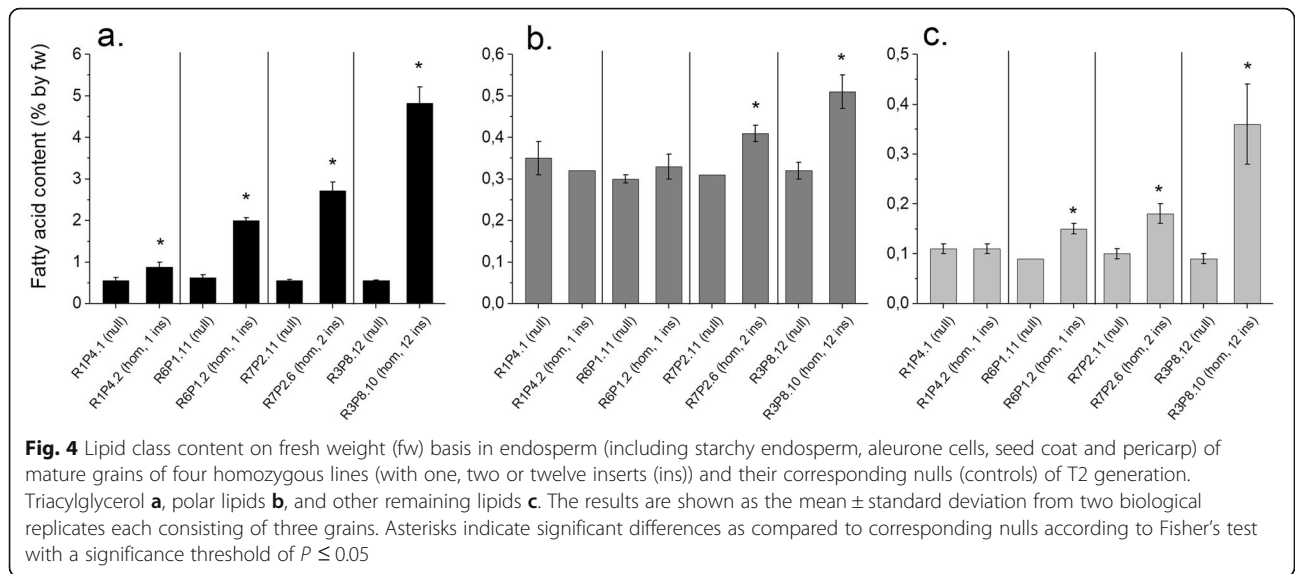 a.
b.
c.
Fatty acid content (% by fw)
6
5
4
3
2
1
0
*
*
*
*
R1P4.1 (null)
R1P4.2 (hom, 1 ins)
R6P1.11 (null)
R6P1.2 (hom, 1 ins)
R7P2.11 (null)
R7P2.6 (hom, 2 ins)
R3P8.12 (null)
R3P8.10 (hom, 12 ins)
0,6
0,5
0,4
0,3
0,2
0,1
0,0
*
*
R1P4.1 (null)
R1P4.2 (hom, 1 ins)
R6P1.11 (null)
R6P1.2 (hom, 1 ins)
R7P2.11 (null)
R7P2.6 (hom, 2 ins)
R3P8.12 (null)
R3P8.10 (hom, 12 ins)
0,5
0,4
0,3
0,2
0,1
0,0
*
*
*
R1P4.1 (null)
R1P4.2 (hom, 1 ins)
R6P1.11 (null)
R6P1.2 (hom, 1 ins)
R7P2.11 (null)
R7P2.6 (hom, 2 ins)
R3P8.12 (null)
R3P8.10 (hom, 12 ins)
Fig. 4 Lipid class content on fresh weight (fw) basis in endosperm (including starchy endosperm, aleurone cells, seed coat and pericarp) of
mature grains of four homozygous lines (with one, two or twelve inserts (ins)) and their corresponding nulls (controls) of T2 generation.
Triacylglycerol a, polar lipids b, and other remaining lipids c. The results are shown as the mean ± standard deviation from two biological
replicates each consisting of three grains. Asterisks indicate significant differences as compared to corresponding nulls according to Fisher's test
with a significance threshold of P ≤ 0.05